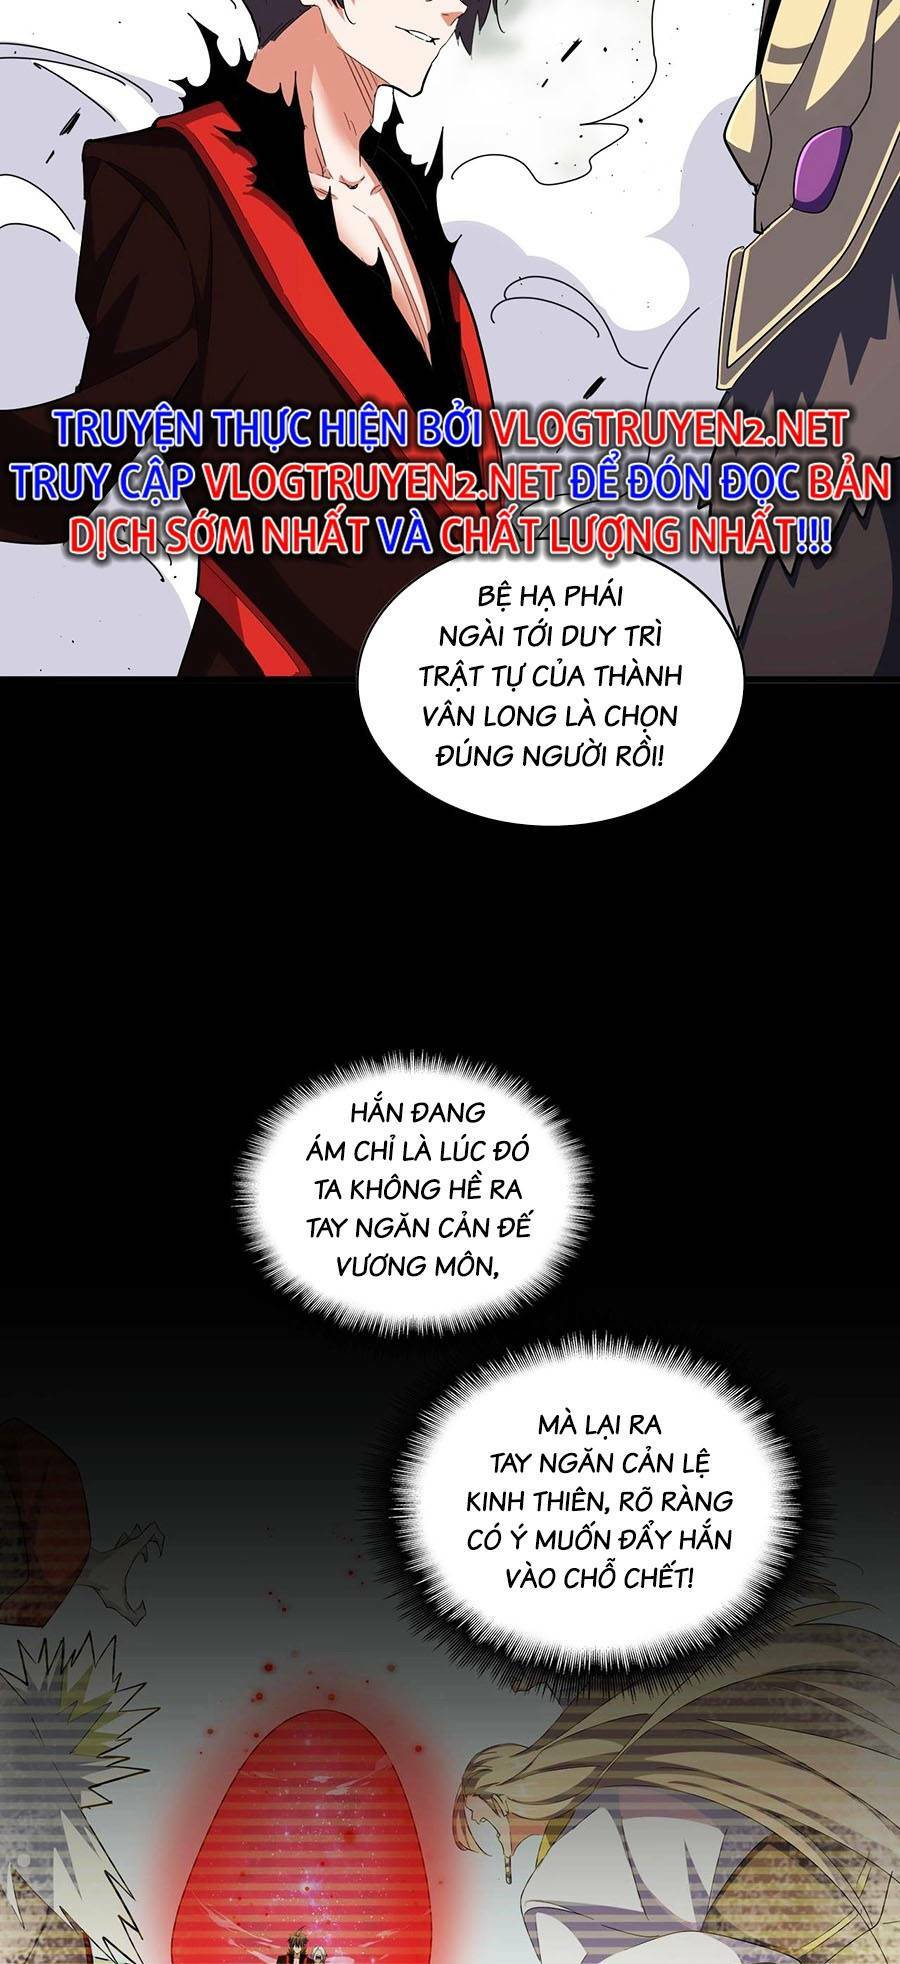 TRUYỆN THỰC HIỆN BỞI VLOGTRUYEN2.NET
TRUY CẬP VLOGTRUYEN2.NET ĐỂ ĐÓN ĐỌC BẢN
DỊCH SỚM NHẤT VÀ CHẤT LƯỢNG NHẤT!!!
BỆ HẠ PHÁI
NGÀI TỚI DUY TRÌ
TRẬT TỰ CỦA THÀNH
VÂN LONG LÀ CHỌN
ĐÚNG NGƯỜI RỒI!
HẮN ĐANG
ÁM CHỈ LÀ LÚC ĐÓ
TA KHÔNG HỀ RA
TAY NGĂN CẢN ĐẾ
VƯƠNG MÔN,
MÀ LẠI RA
TAY NGĂN CẢN LỆ
KINH THIÊN, RÕ RÀNG
CÓ Ý MUỐN ĐẨY HẮN
VÀO CHỖ CHẾT!